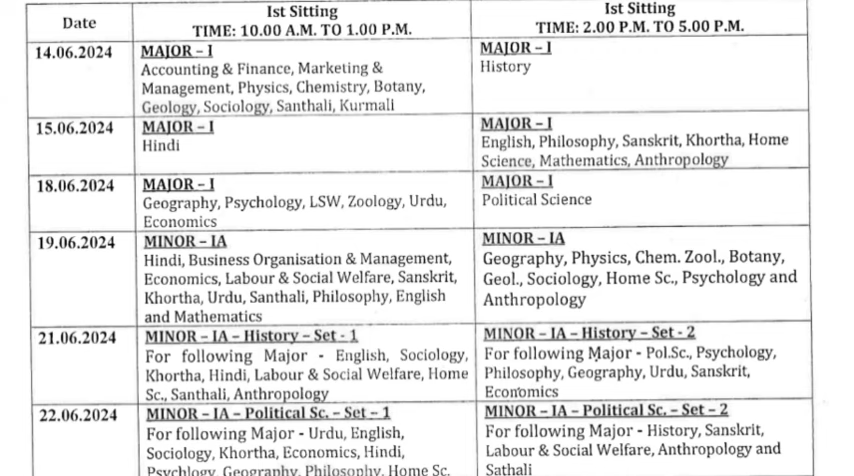 Date
Ist Sitting
TIME: 10.00 A.M. TO 1.00 P.M.
Ist Sitting
TIME: 2.00 P.M. TO 5.00 P.M.
14.06.2024
MAJOR – I
Accounting & Finance, Marketing &
Management, Physics, Chemistry, Botany,
Geology, Sociology, Santhali, Kurmali
MAJOR – I
History
15.06.2024
MAJOR – I
Hindi
MAJOR – I
English, Philosophy, Sanskrit, Khortha, Home
Science, Mathematics, Anthropology
18.06.2024
MAJOR – I
Geography, Psychology, LSW, Zoology, Urdu,
Economics
MAJOR – I
Political Science
19.06.2024
MINOR – IA
Hindi, Business Organisation & Management,
Economics, Labour & Social Welfare, Sanskrit,
Khortha, Urdu, Santhali, Philosophy, English
and Mathematics
MINOR – IA
Geography, Physics, Chem. Zool., Botany,
Geol., Sociology, Home Sc., Psychology and
Anthropology
21.06.2024
MINOR – IA – History – Set - 1
For following Major - English, Sociology,
Khortha, Hindi, Labour & Social Welfare, Home
Sc., Santhali, Anthropology
MINOR – IA – History – Set - 2
For following Major - Pol.Sc., Psychology,
Philosophy, Geography, Urdu, Sanskrit,
Economics
22.06.2024
MINOR – IA – Political Sc. – Set – 1
For following Major - Urdu, English,
Sociology, Khortha, Economics, Hindi,
Psychlogy, Geography, Philosophy, Home Sc.
MINOR – IA – Political Sc. - Set – 2
For following Major - History, Sanskrit,
Labour & Social Welfare, Anthropology and
Sathali